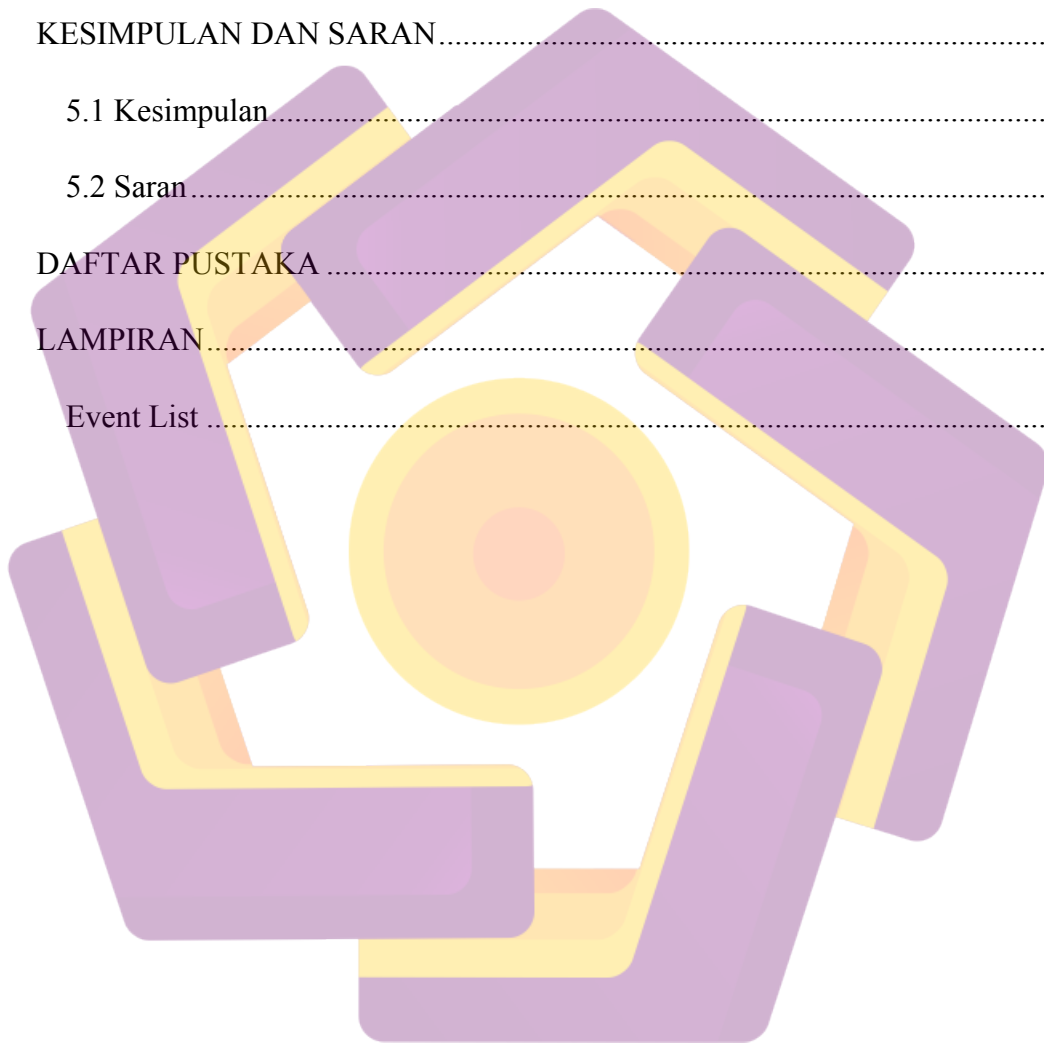 KESIMPULAN DAN SARAN................................................................................
5.1 Kesimpulan....................................................................................................
5.2 Saran..............................................................................................................
DAFTAR PUSTAKA ..............................................................................................
LAMPIRAN.............................................................................................................
Event List ............................................................................................................